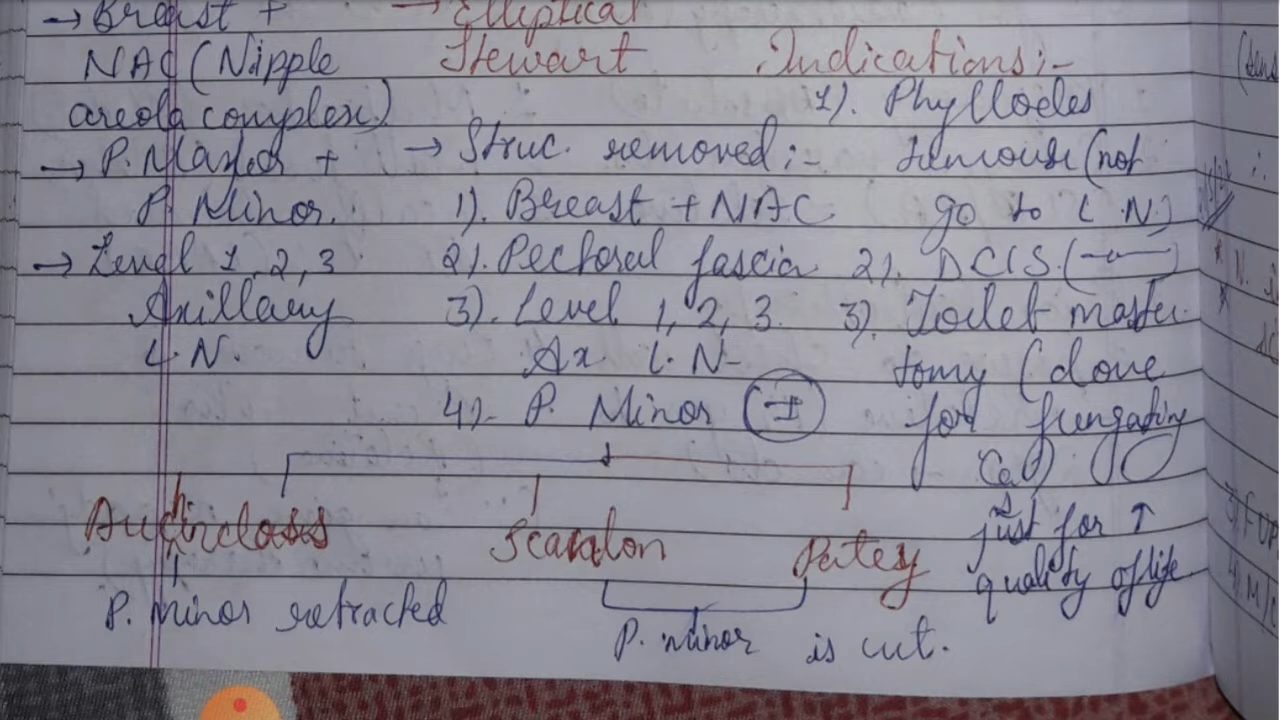 → Breast +
NAC (Nipple
areola complex)
→ P. Major +
P. Minor.
→ Level 1, 2, 3
Axillary
L.N.
→ Elliptical
Stewart
→ Struc. removed :-
1). Breast + NAC
2). Pectoral fascia
3). Level 1, 2, 3.
Ax L.N-
4)- P. Minor (±)
Indications :-
1). Phyllodes
(not
go to L.N.)
2). DCIS. (—„—)
3). Toilet mastec
tomy (done
for fungating
Ca)
just for ↑
quality of life
Auchincloss
Scanlon
Patey
P. Minor retracted
P. minor is cut.